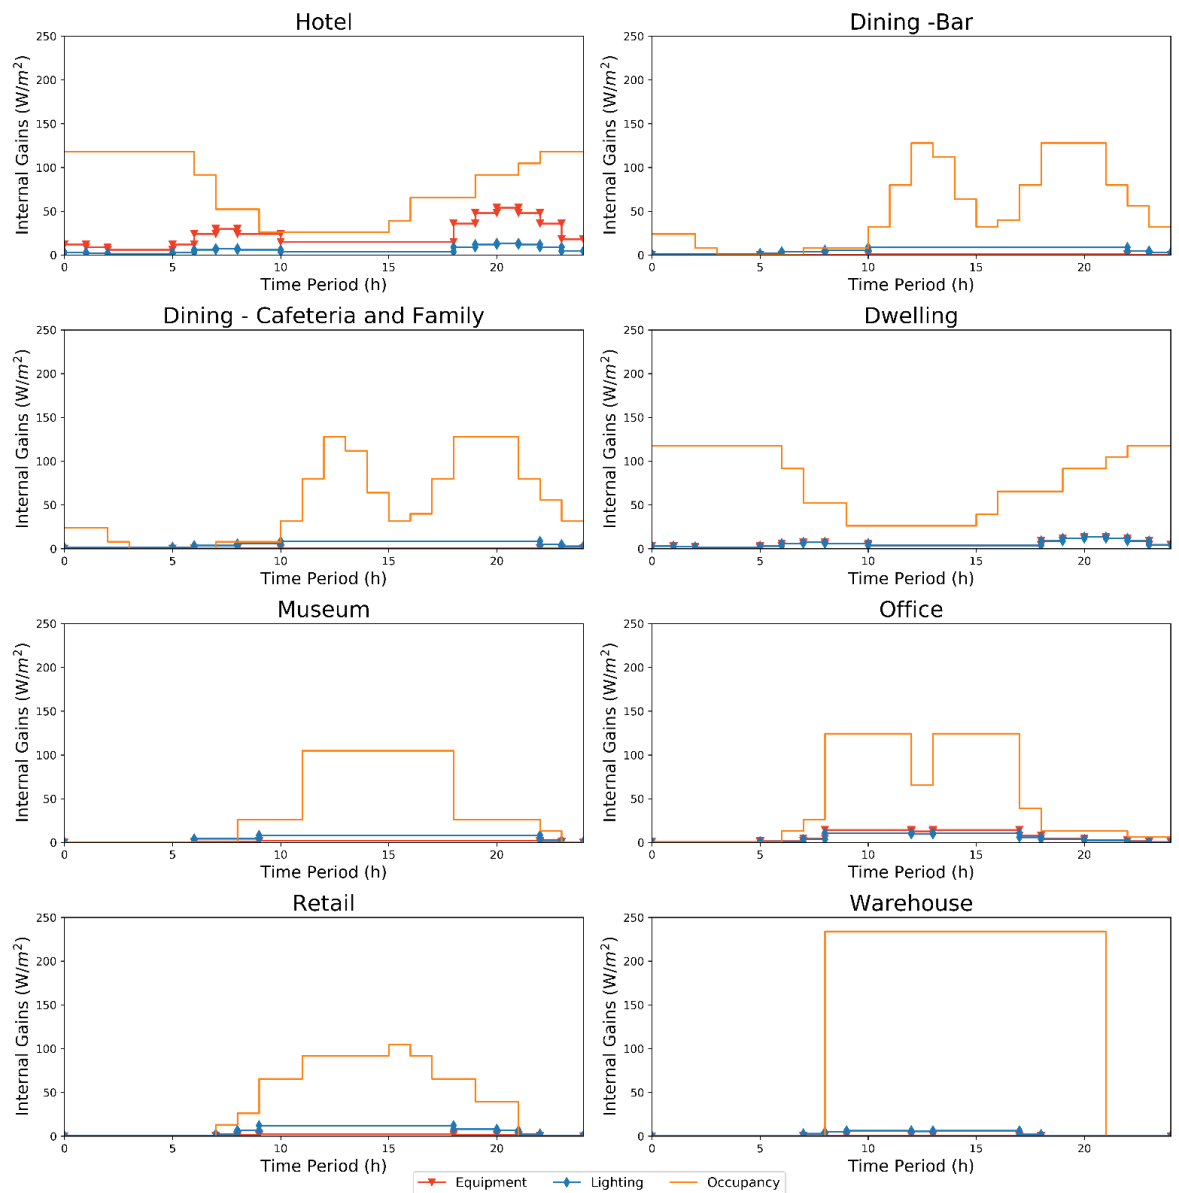 Hotel
Internal Gains (W/m²)
250
200
150
100
50
0
0 5 10 15 20
Time Period (h)
Dining -Bar
Internal Gains (W/m²)
250
200
150
100
50
0
0 5 10 15 20
Time Period (h)
Dining - Cafeteria and Family
Internal Gains (W/m²)
250
200
150
100
50
0
0 5 10 15 20
Time Period (h)
Dwelling
Internal Gains (W/m²)
250
200
150
100
50
0
0 5 10 15 20
Time Period (h)
Museum
Internal Gains (W/m²)
250
200
150
100
50
0
0 5 10 15 20
Time Period (h)
Office
Internal Gains (W/m²)
250
200
150
100
50
0
0 5 10 15 20
Time Period (h)
Retail
Internal Gains (W/m²)
250
200
150
100
50
0
0 5 10 15 20
Time Period (h)
Warehouse
Internal Gains (W/m²)
250
200
150
100
50
0
0 5 10 15 20
Time Period (h)
Equipment Lighting Occupancy